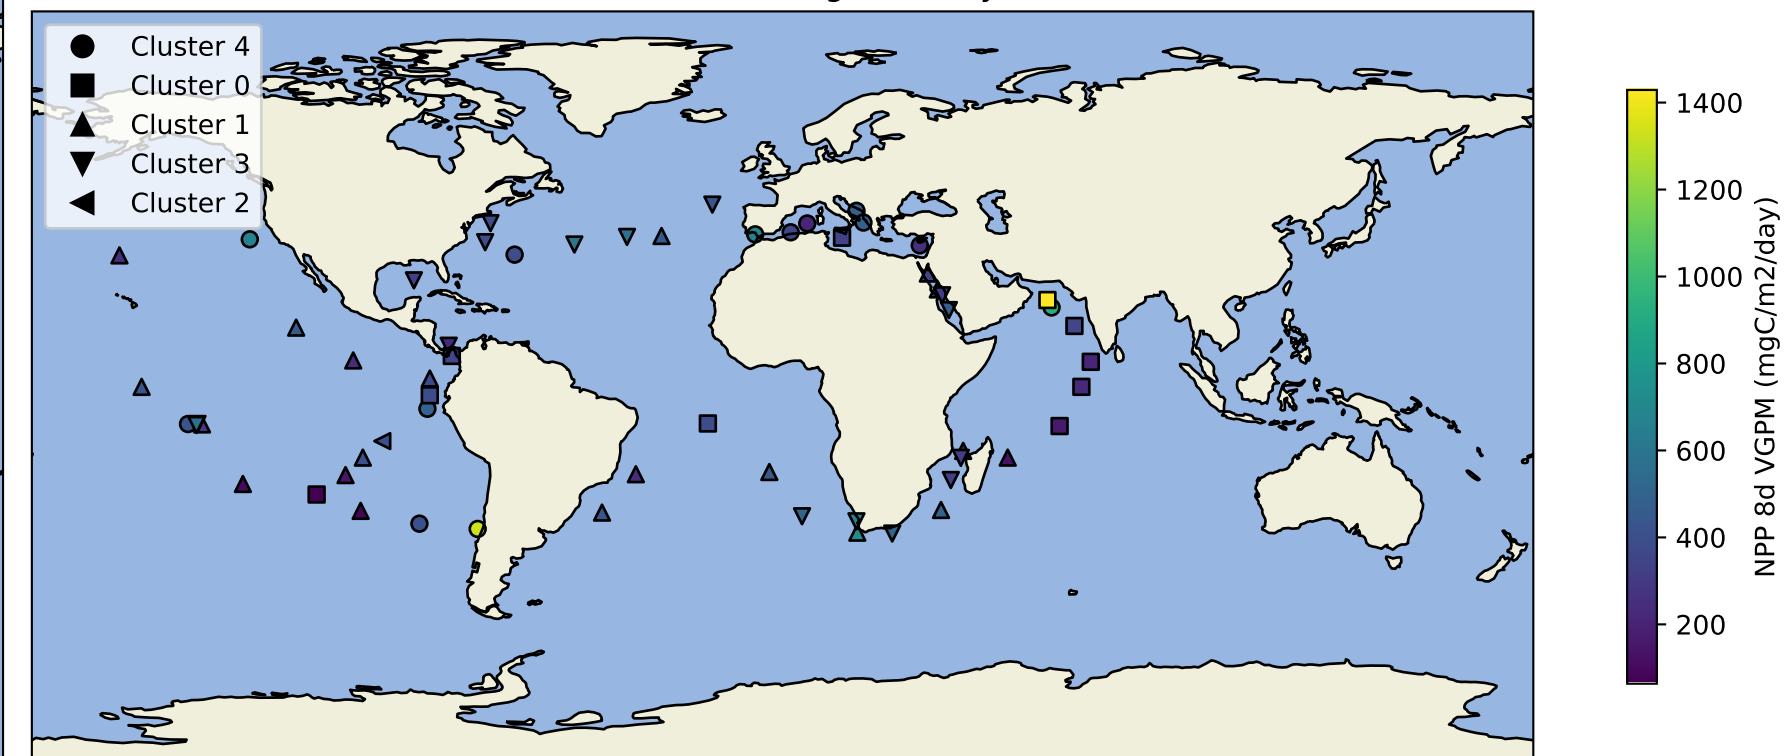 Cluster 4
Cluster 0
Cluster 1
Cluster 3
Cluster 2
1400
1200
1000
800
600
400
200
NPP 8d VGPM (mgC/m2/day)